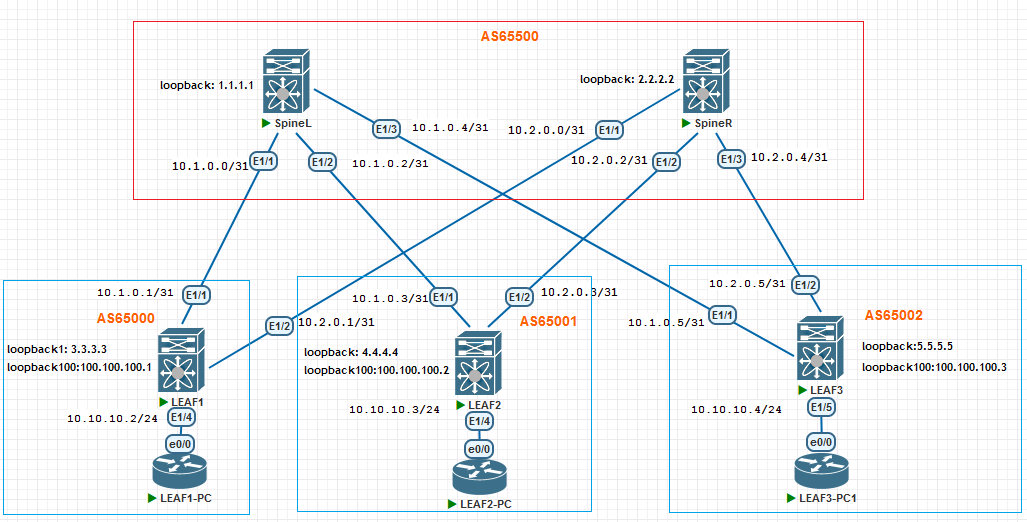 AS65500
loopback: 1.1.1.1
SpineL
loopback: 2.2.2.2
SpineR
E1/3
10.1.0.4/31
10.2.0.0/31
E1/1
10.1.0.0/31
E1/1
E1/2
10.1.0.2/31
10.2.0.2/31
E1/2
E1/3
10.2.0.4/31
10.1.0.1/31
E1/1
AS65000
E1/2
10.2.0.1/31
loopback1: 3.3.3.3
loopback100:100.100.100.1
LEAF1
10.10.10.2/24
E1/4
e0/0
LEAF1-PC
10.1.0.3/31
E1/1
E1/2
10.2.0.3/31
AS65001
loopback: 4.4.4.4
loopback100:100.100.100.2
LEAF2
10.10.10.3/24
E1/4
e0/0
LEAF2-PC
10.2.0.5/31
E1/2
10.1.0.5/31
E1/1
AS65002
loopback:5.5.5.5
loopback100:100.100.100.3
LEAF3
10.10.10.4/24
E1/5
e0/0
LEAF3-PC1